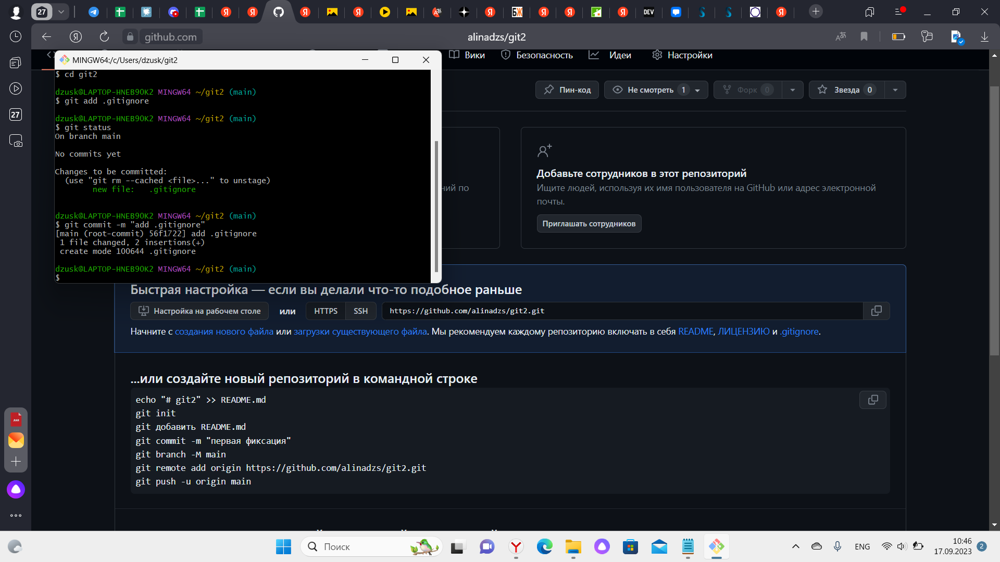 27
github.com
alinadzs/git2
27
Вики
Безопасность
Идеи
Настройки
MINGW64:/c/Users/dzusk/git2
$ cd git2
dzusk@LAPTOP-HNEB9OK2 MINGW64 ~/git2 (main)
$ git add .gitignore
dzusk@LAPTOP-HNEB9OK2 MINGW64 ~/git2 (main)
$ git status
On branch main
No commits yet
Changes to be committed:
(use "git rm --cached <file>..." to unstage)
new file: .gitignore
dzusk@LAPTOP-HNEB9OK2 MINGW64 ~/git2 (main)
$ git commit -m "add .gitignore"
[main (root-commit) 56f1722] add .gitignore
1 file changed, 2 insertions(+)
create mode 100644 .gitignore
dzusk@LAPTOP-HNEB9OK2 MINGW64 ~/git2 (main)
$
Пин-код
Не смотреть 1
Форк 0
Звезда 0
ний по
Добавьте сотрудников в этот репозиторий
Ищите людей, используя их имя пользователя на GitHub или адрес электронной
почты.
Приглашать сотрудников
Быстрая настройка — если вы делали что-то подобное раньше
Настройка на рабочем столе или HTTPS SSH https://github.com/alinadzs/git2.git
Начните с создания нового файла или загрузки существующего файла. Мы рекомендуем каждому репозиторию включать в себя README, ЛИЦЕНЗИЮ и .gitignore.
...или создайте новый репозиторий в командной строке
echo "# git2" >> README.md
git init
git добавить README.md
git commit -m "первая фиксация"
git branch -M main
git remote add origin https://github.com/alinadzs/git2.git
git push -u origin main
Поиск
ENG
10:46
17.09.2023
2